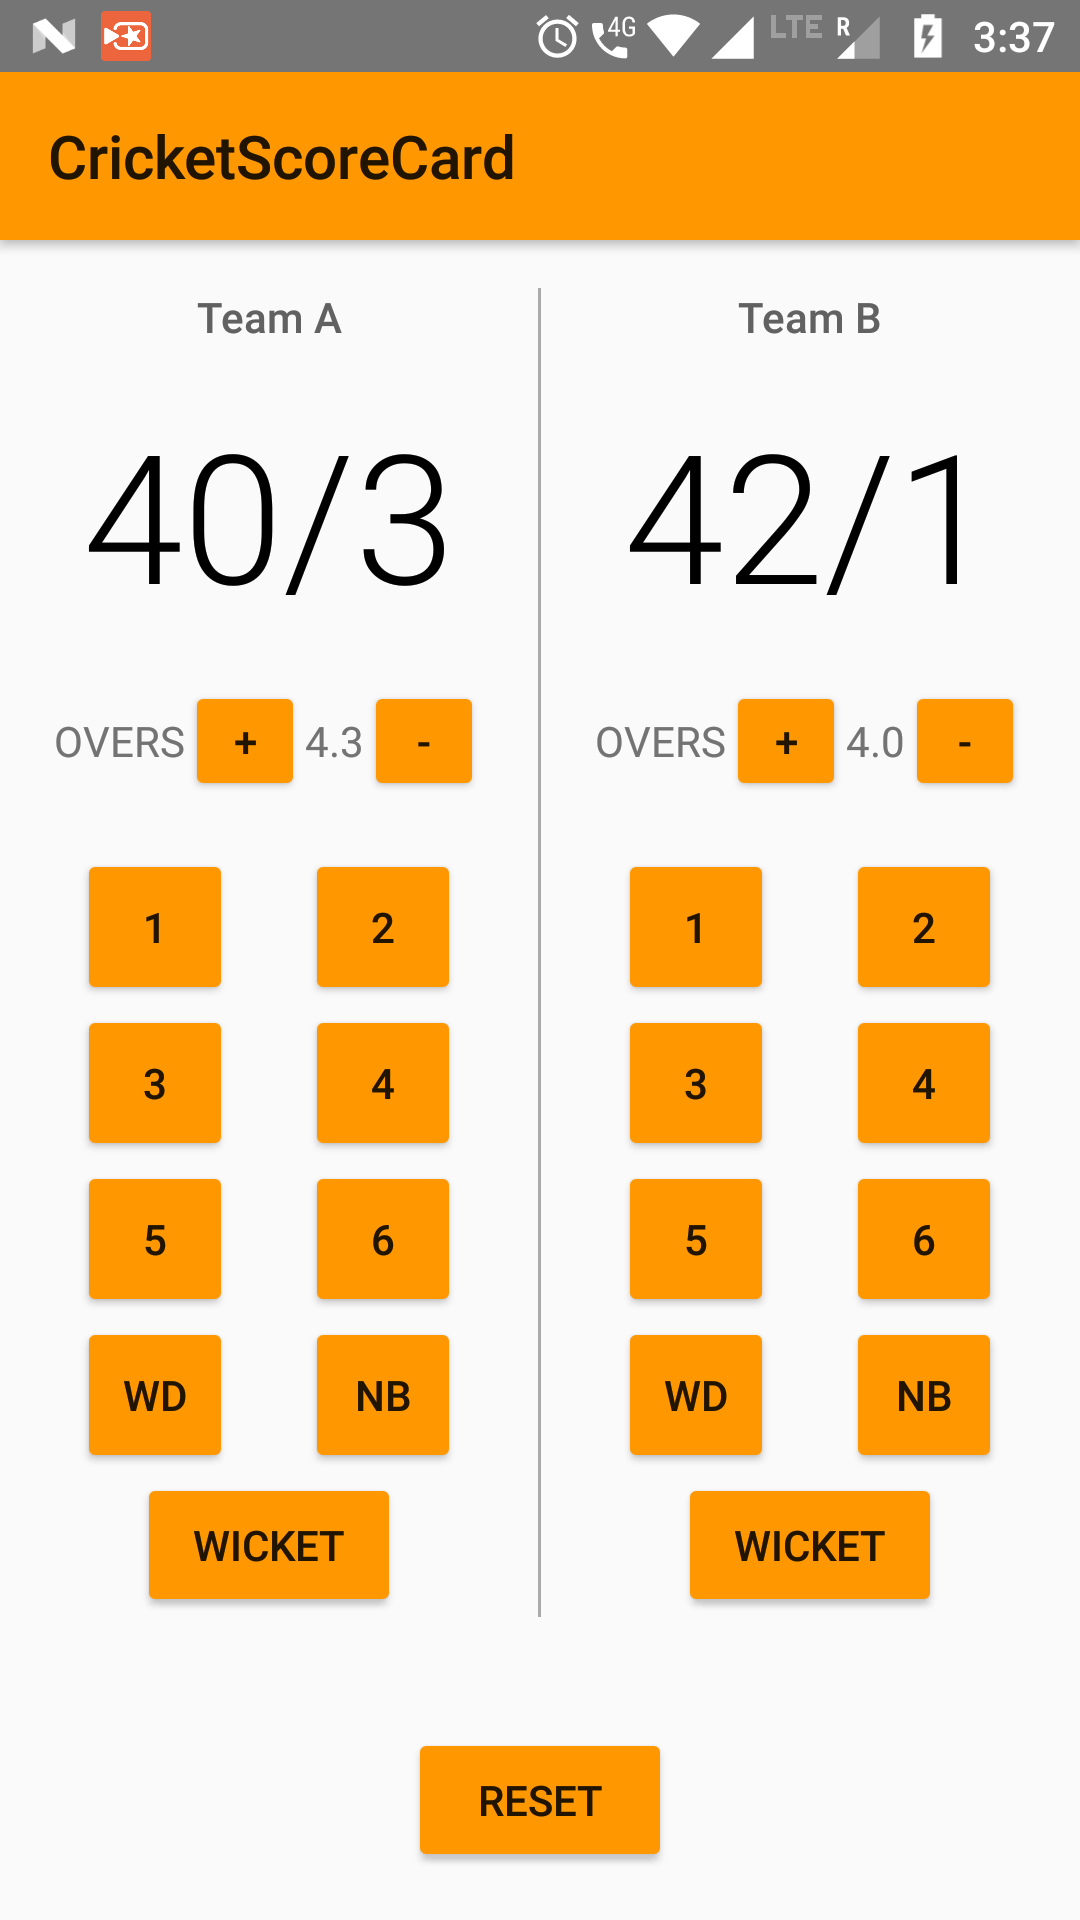 4G LTE R 3:37
CricketScoreCard
Team A
40/3
OVERS + 4.3 -
1 2
3 4
5 6
WD NB
WICKET
Team B
42/1
OVERS + 4.0 -
1 2
3 4
5 6
WD NB
WICKET
RESET